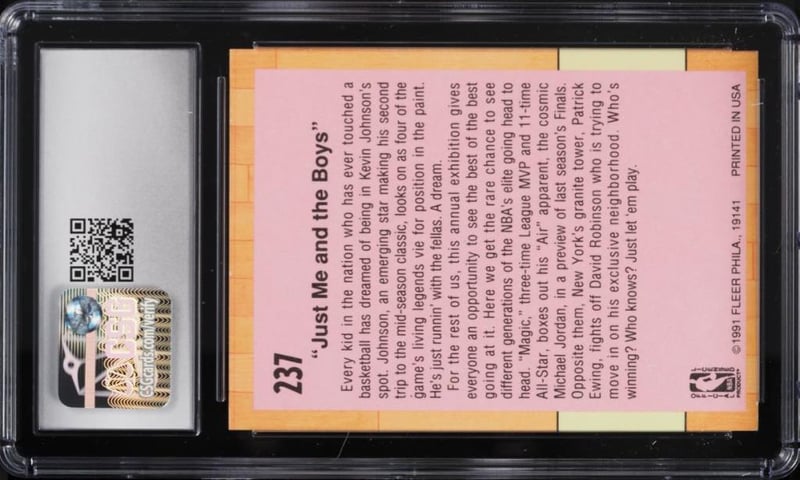 237
"Just Me and the Boys"
Every kid in the nation who has ever touched a
basketball has dreamed of being in Kevin Johnson's
spot. Johnson, an emerging star making his second
trip to the mid-season classic, looks on as four of the
game's living legends vie for position in the paint.
He's just runnin' with the fellas. A dream.
For the rest of us, this annual exhibition gives
everyone an opportunity to see the best of the best
going at it. Here we get the rare chance to see
different generations of the NBA's elite going head to
head. "Magic," three-time League MVP and 11-time
All-Star, boxes out his "Air" apparent, the cosmic
Michael Jordan, in a preview of last season's Finals.
Opposite them, New York's granite tower, Patrick
Ewing, fights off David Robinson who is trying to
move in on his exclusive neighborhood. Who's
winning? Who knows? Just let 'em play.
OFFICIALLY LICENSED
NBA
PRODUCT
©1991 FLEER PHILA., 19141 PRINTED IN USA
CSGcards.com/verify